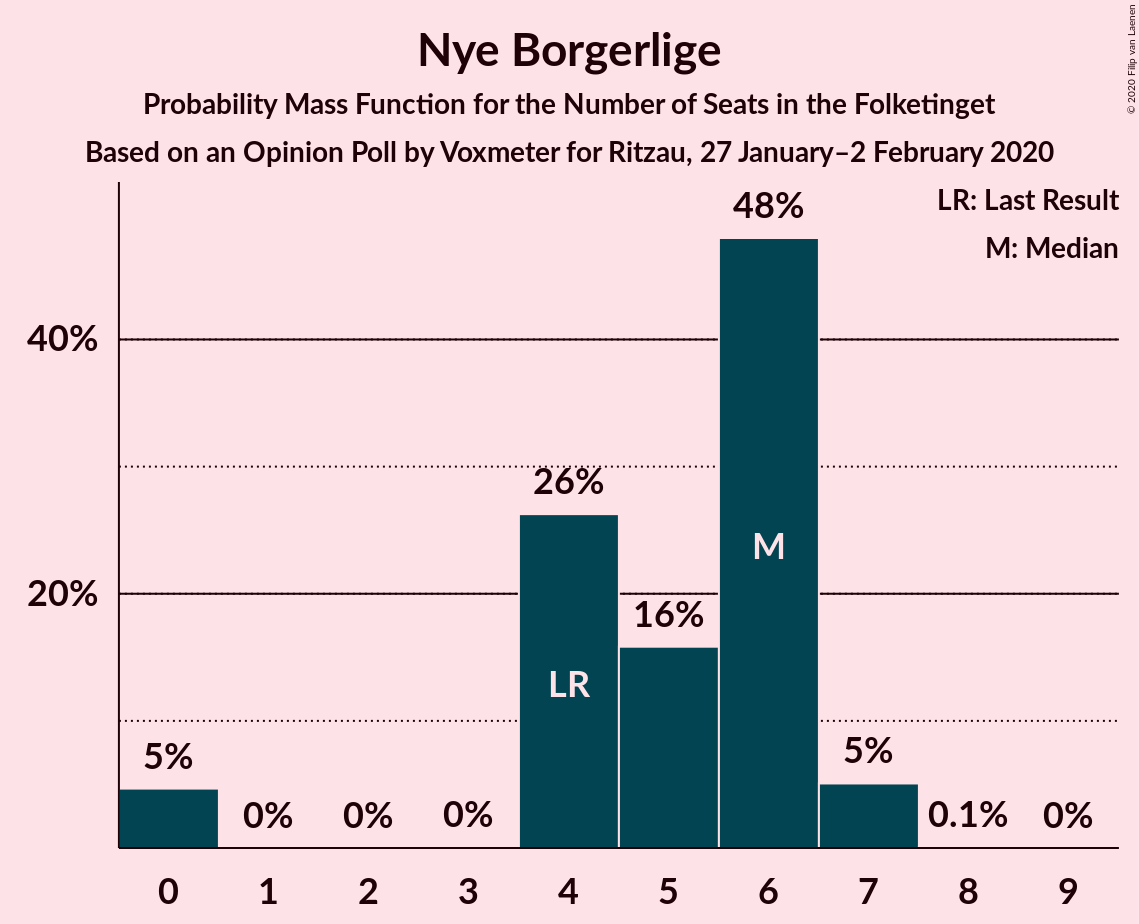 Nye Borgerlige
Probability Mass Function for the Number of Seats in the Folketinget
Based on an Opinion Poll by Voxmeter for Ritzau, 27 January–2 February 2020
© 2020 Filip van Laenen
LR: Last Result
M: Median
48%
40%
26%
M
20%
16%
LR
5%
5%
0%
0%
0%
0.1%
0%
0 1 2 3 4 5 6 7 8 9